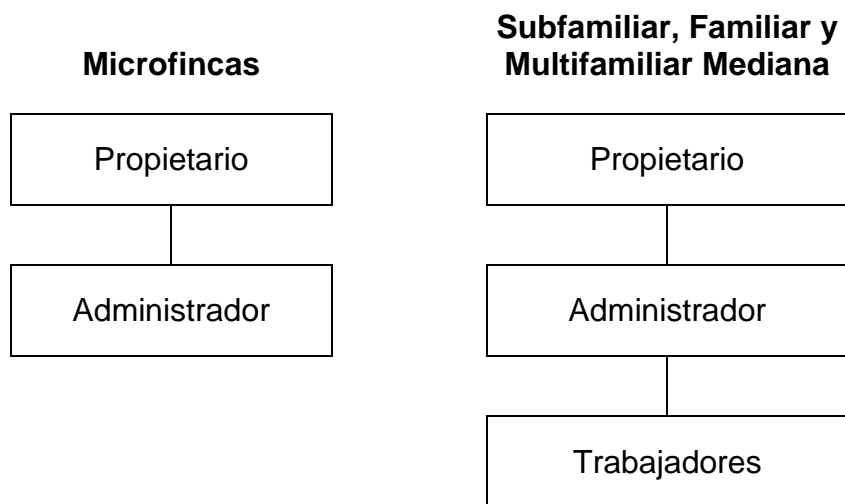 Microfincas
Propietario
Administrador
Subfamiliar, Familiar y
Multifamiliar Mediana
Propietario
Administrador
Trabajadores